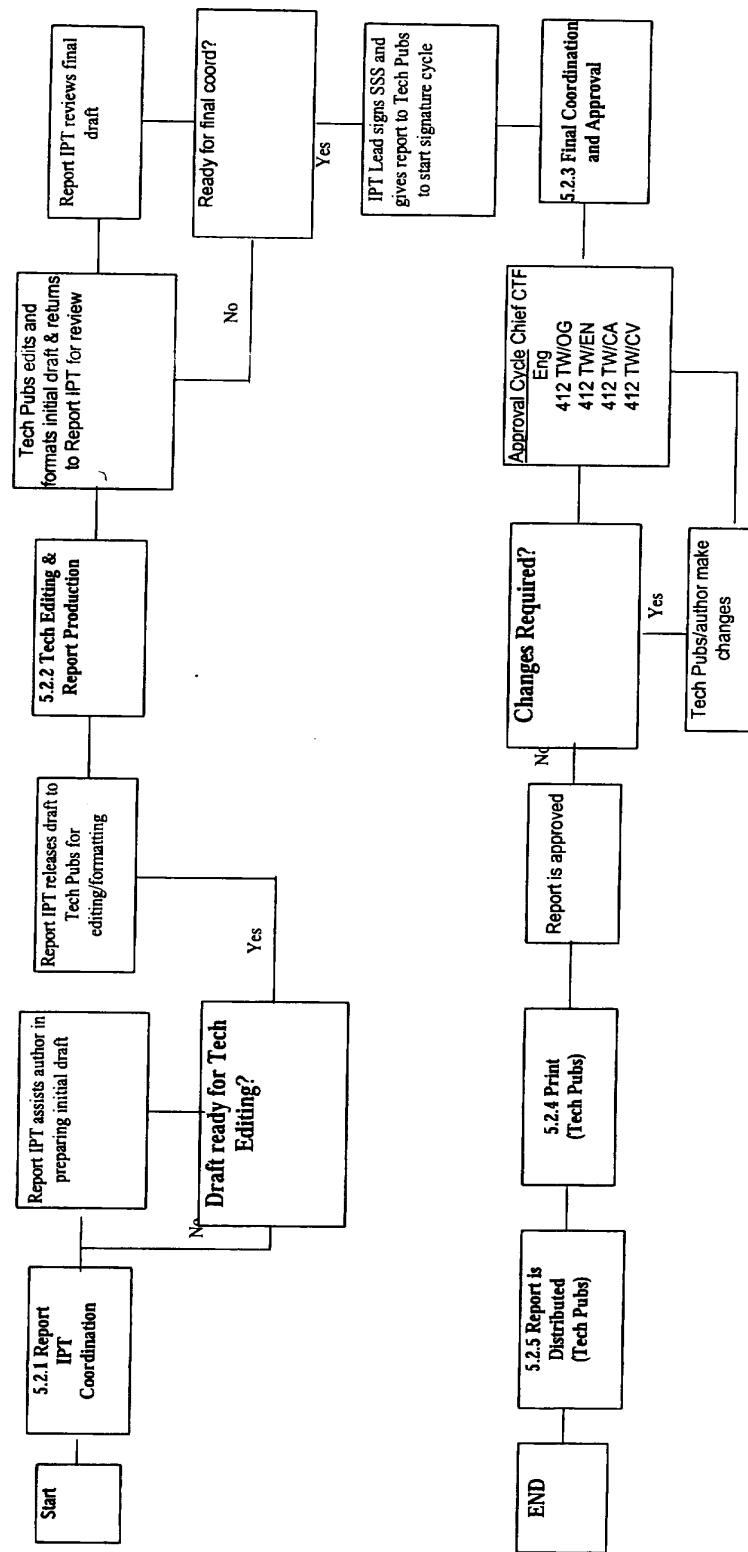 Start
5.2.1 Report
IPT
Coordination
Report IPT assists author in
preparing initial draft
Draft ready for Tech
Editing?
No
Yes
Report IPT releases draft to
Tech Pubs for
editing/formatting
5.2.2 Tech Editing &
Report Production
Tech Pubs edits and
formats initial draft & returns
to Report IPT for review
Report IPT reviews final
draft
Ready for final coord?
No
Yes
IPT Lead signs SSS and
gives report to Tech Pubs
to start signature cycle
5.2.3 Final Coordination
and Approval
Approval Cycle Chief CTF
Eng
412 TW/OG
412 TW/EN
412 TW/CA
412 TW/CV
Changes Required?
Yes
Tech Pubs/author make
changes
No
Report is approved
5.2.4 Print
(Tech Pubs)
5.2.5 Report is
Distributed
(Tech Pubs)
END